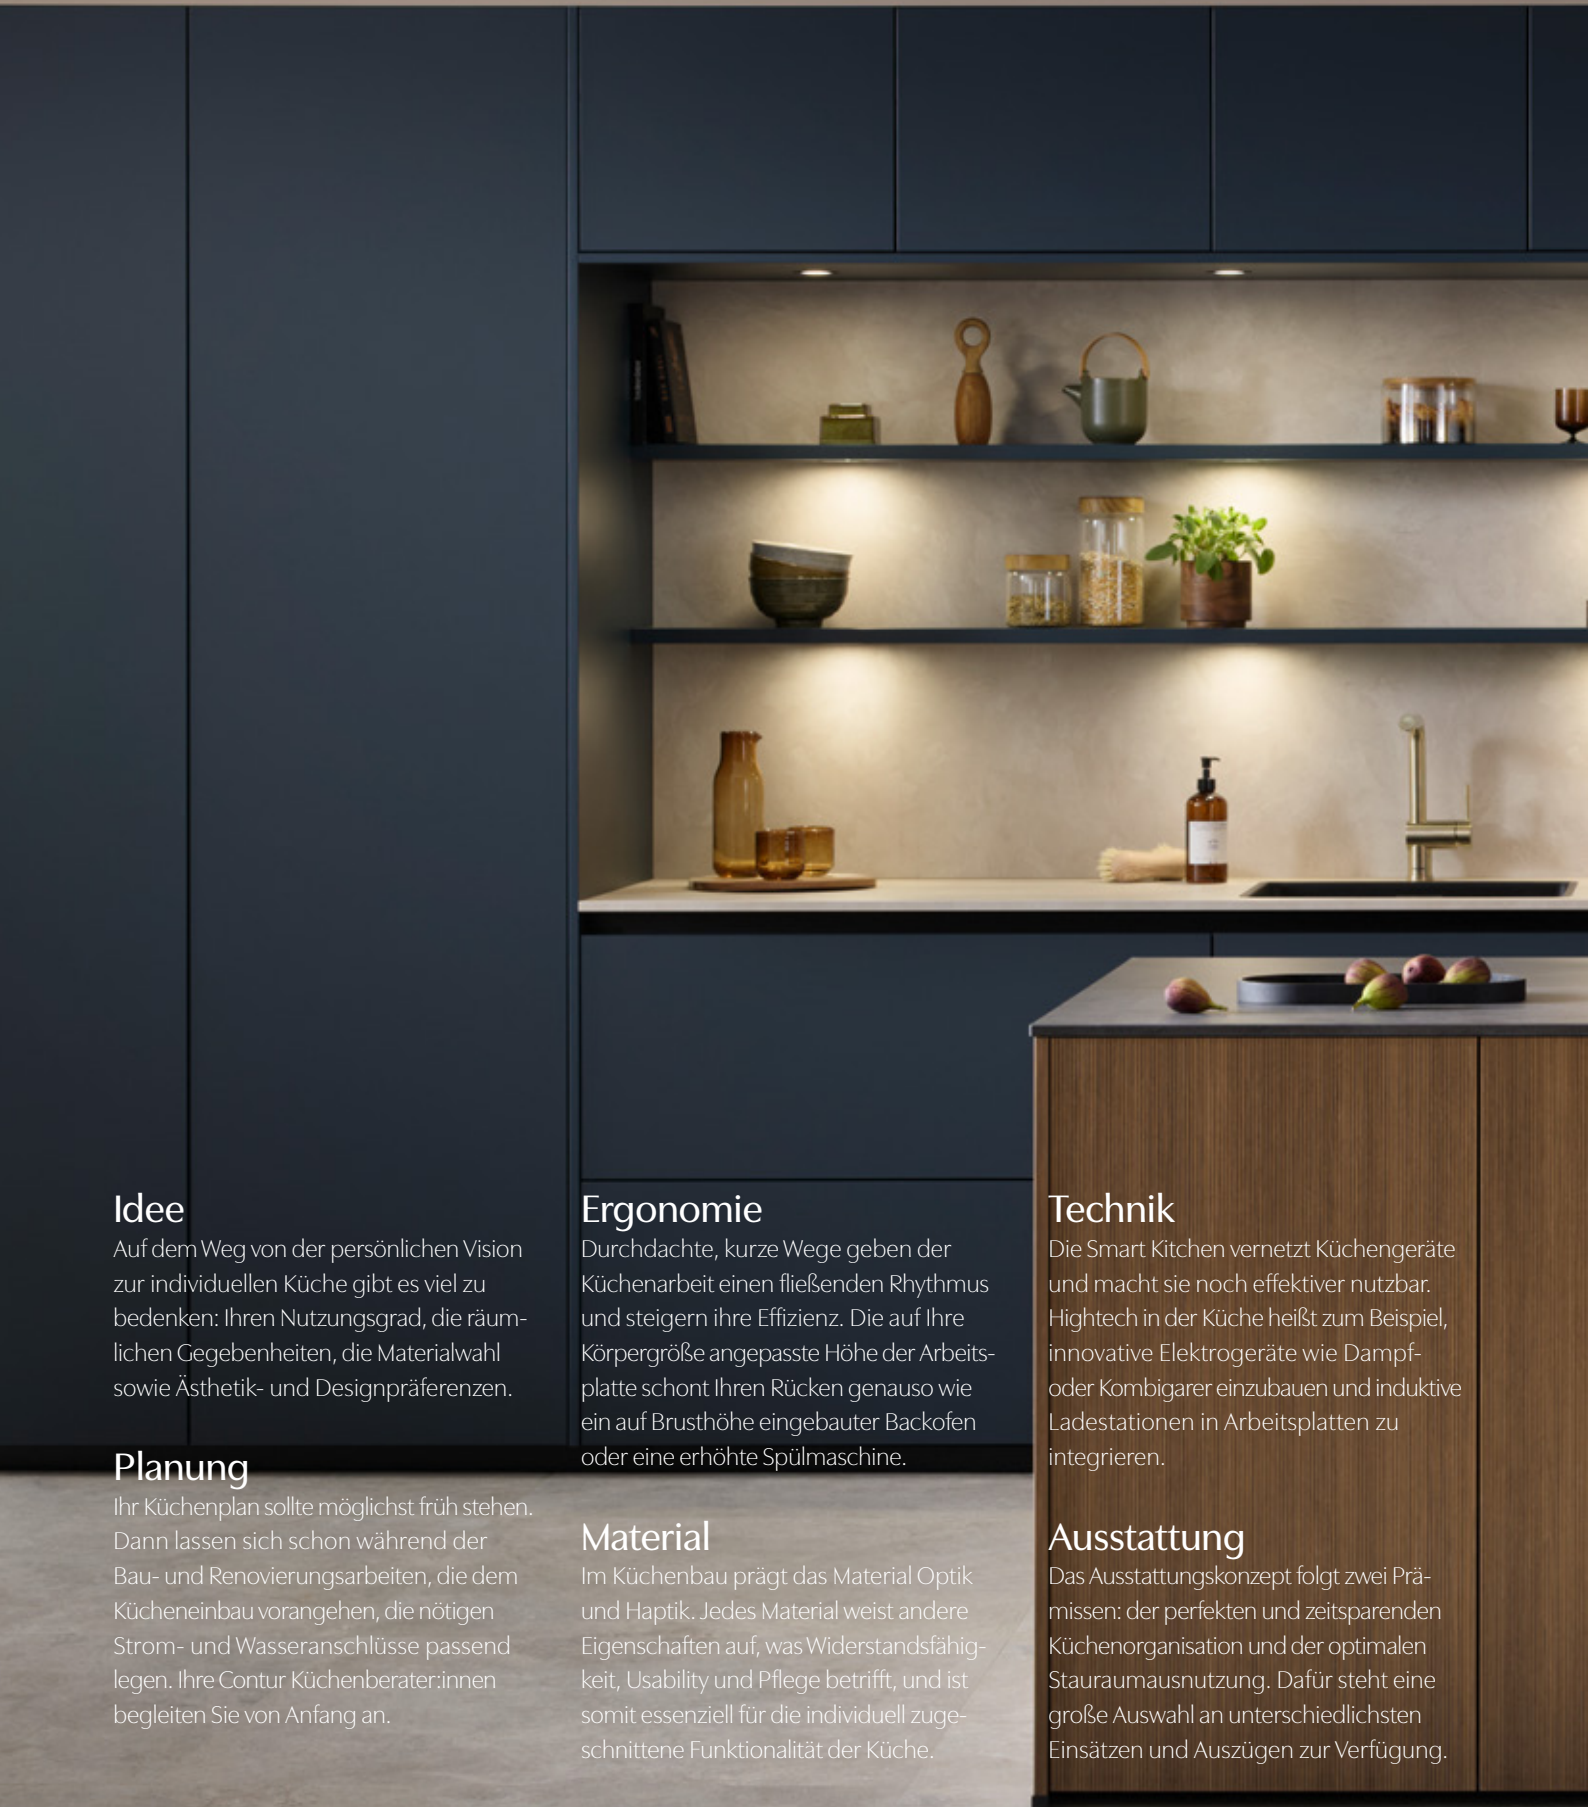 Idee
Auf dem Weg von der persönlichen Vision
zur individuellen Küche gibt es viel zu
bedenken: Ihren Nutzungsgrad, die räum-
lichen Gegebenheiten, die Materialwahl
sowie Ästhetik- und Designpräferenzen.
Planung
Ihr Küchenplan sollte möglichst früh stehen.
Dann lassen sich schon während der
Bau- und Renovierungsarbeiten, die dem
Kücheneinbau vorangehen, die nötigen
Strom- und Wasseranschlüsse passend
legen. Ihre Contur Küchenberater:innen
begleiten Sie von Anfang an.
Ergonomie
Durchdachte, kurze Wege geben der
Küchenarbeit einen fließenden Rhythmus
und steigern ihre Effizienz. Die auf Ihre
Körpergröße angepasste Höhe der Arbeits-
platte schont Ihren Rücken genauso wie
ein auf Brusthöhe eingebauter Backofen
oder eine erhöhte Spülmaschine.
Material
Im Küchenbau prägt das Material Optik
und Haptik. Jedes Material weist andere
Eigenschaften auf, was Widerstandsfähig-
keit, Usability und Pflege betrifft, und ist
somit essenziell für die individuell zuge-
schnittene Funktionalität der Küche.
Technik
Die Smart Kitchen vernetzt Küchengeräte
und macht sie noch effektiver nutzbar.
Hightech in der Küche heißt zum Beispiel,
innovative Elektrogeräte wie Dampf-
oder Kombigarer einzubauen und induktive
Ladestationen in Arbeitsplatten zu
integrieren.
Ausstattung
Das Ausstattungskonzept folgt zwei Prä-
missen: der perfekten und zeitsparenden
Küchenorganisation und der optimalen
Stauraumausnutzung. Dafür steht eine
große Auswahl an unterschiedlichsten
Einsätzen und Auszügen zur Verfügung.